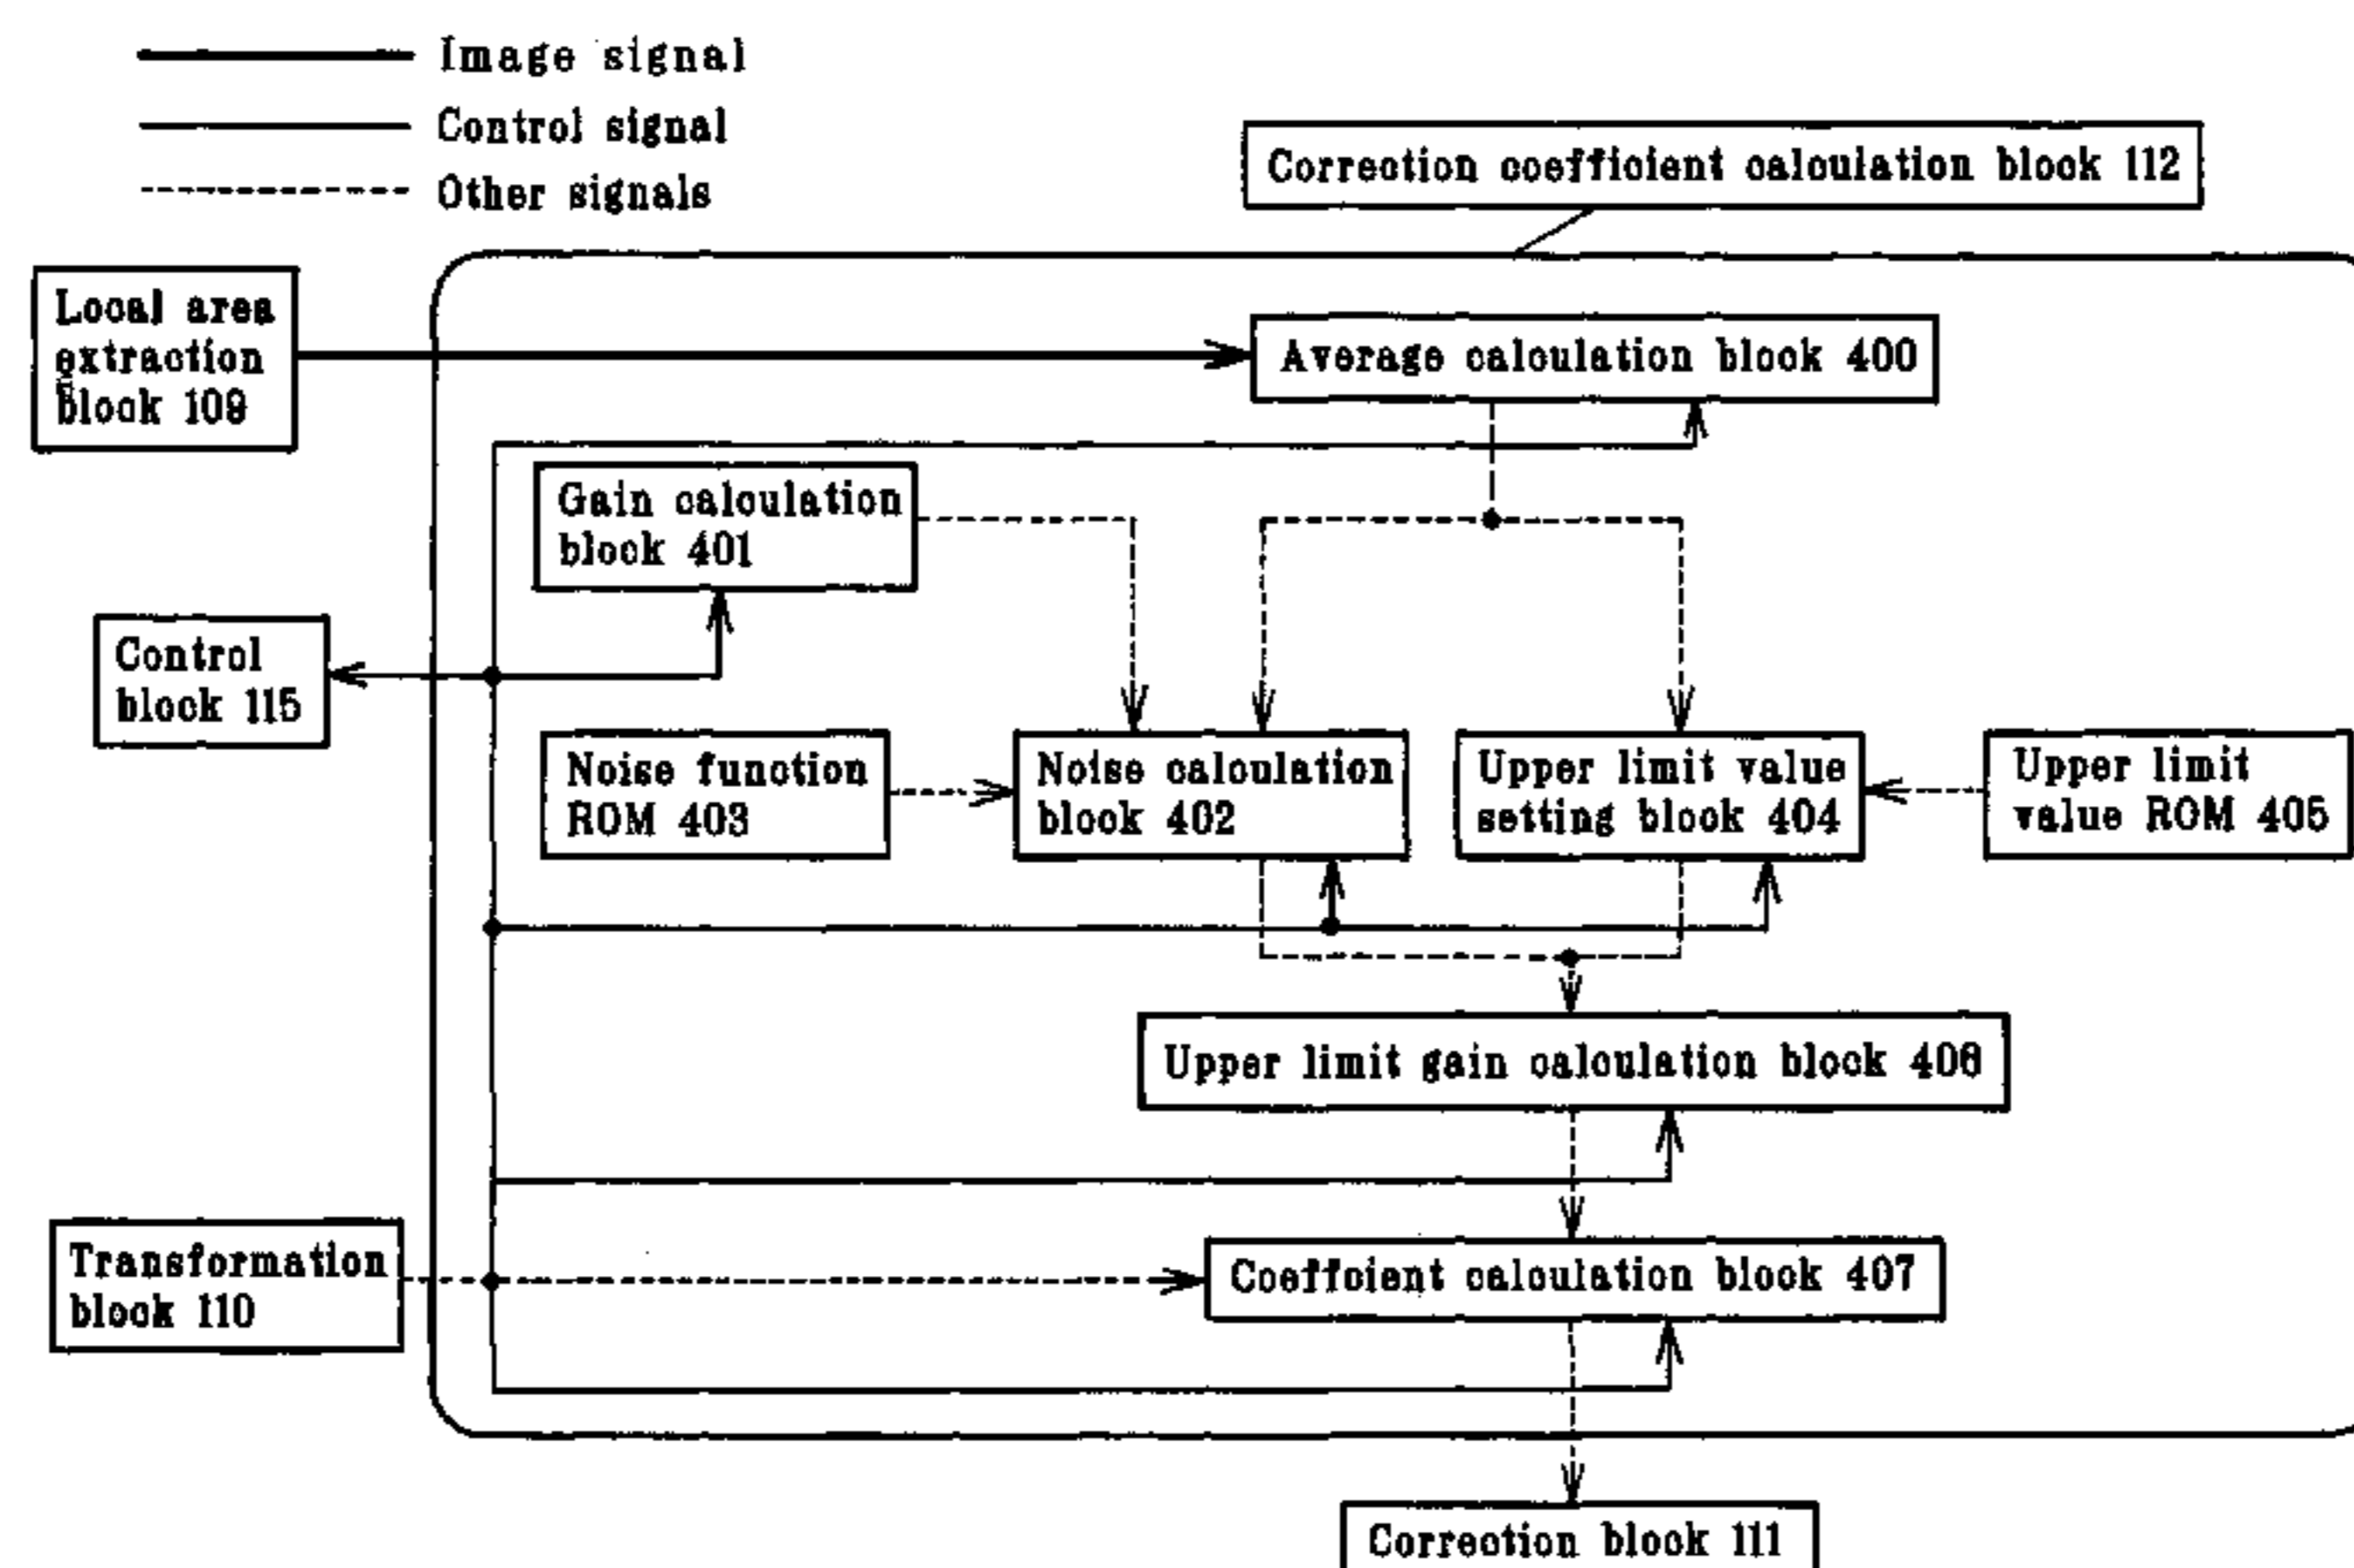 Image signal
Control signal
Other signals
Correction coefficient calculation block 112
Local area
extraction
block 109
Average calculation block 400
Gain calculation
block 401
Control
block 115
Noise function
ROM 403
Noise calculation
block 402
Upper limit value
setting block 404
Upper limit
value ROM 405
Upper limit gain calculation block 406
Transformation
block 110
Coeffcient calculation block 407
Correction block 111